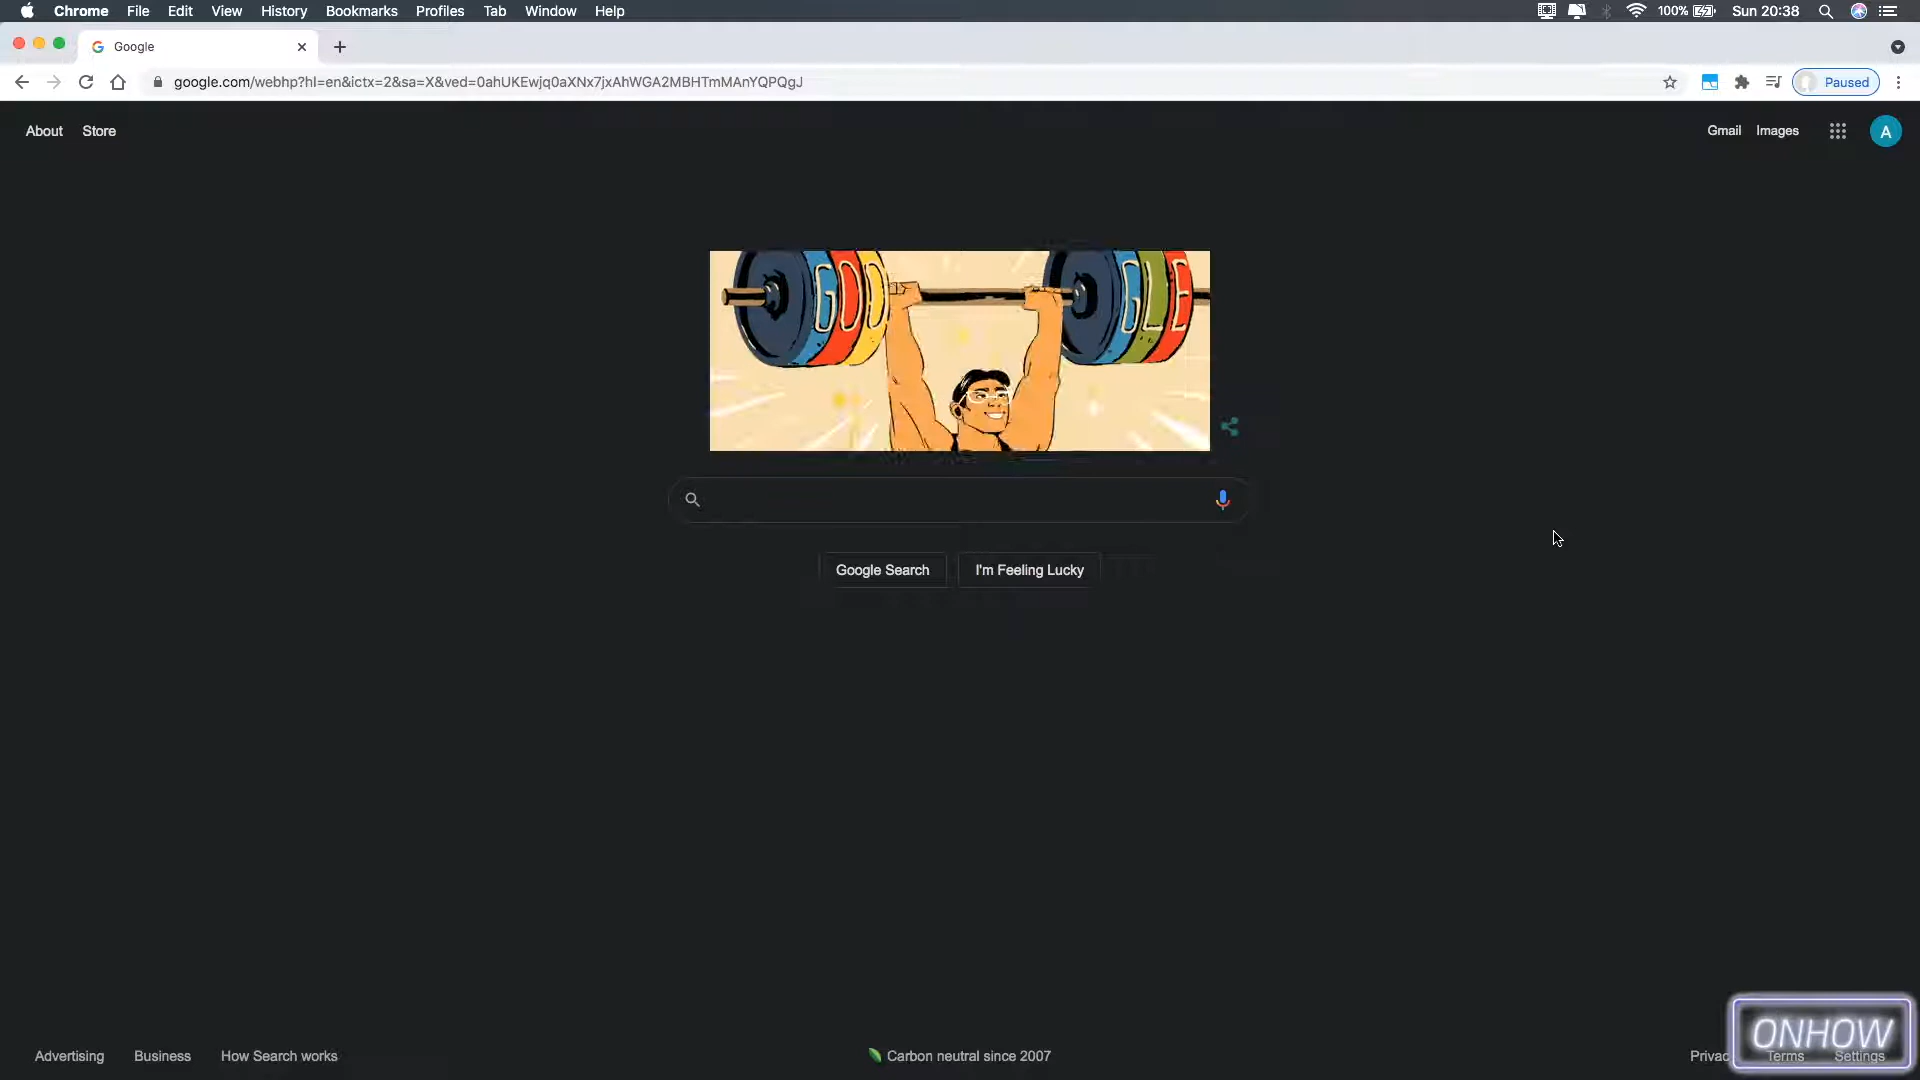 Chrome File Edit View History Bookmarks Profiles Tab Window Help 100% Sun 20:38
Google
google.com/webhp?hl=en&ictx=2&sa=X&ved=0ahUKEwjq0aXNx7jxAhWGA2MBHTmMAnYQPQgJ
Paused
About Store Gmail Images A
GOO GLE
Google Search I'm Feeling Lucky
ONHOW
Advertising Business How Search works Carbon neutral since 2007 Privac Terms Settings